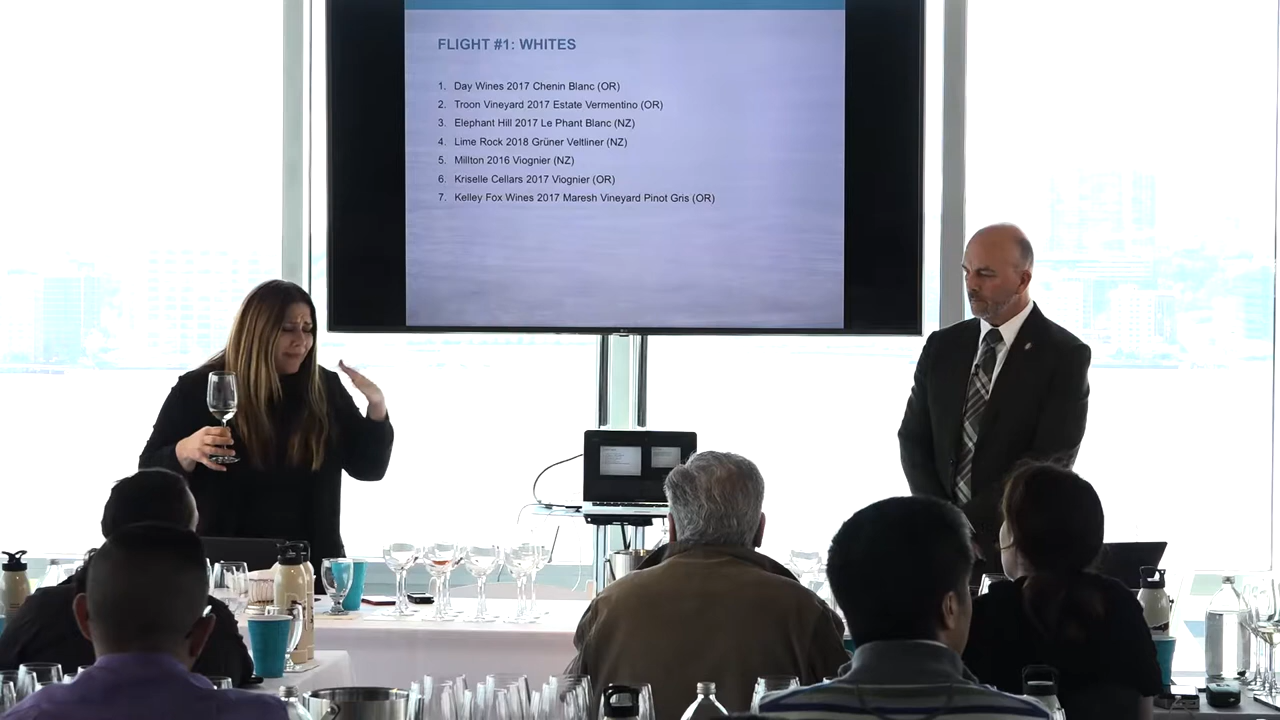 FLIGHT #1: WHITES
1. Day Wines 2017 Chenin Blanc (OR)
2. Troon Vineyard 2017 Estate Vermentino (OR)
3. Elephant Hill 2017 Le Phant Blanc (NZ)
4. Lime Rock 2018 Grüner Veltliner (NZ)
5. Millton 2016 Viognier (NZ)
6. Kriselle Cellars 2017 Viognier (OR)
7. Kelley Fox Wines 2017 Maresh Vineyard Pinot Gris (OR)